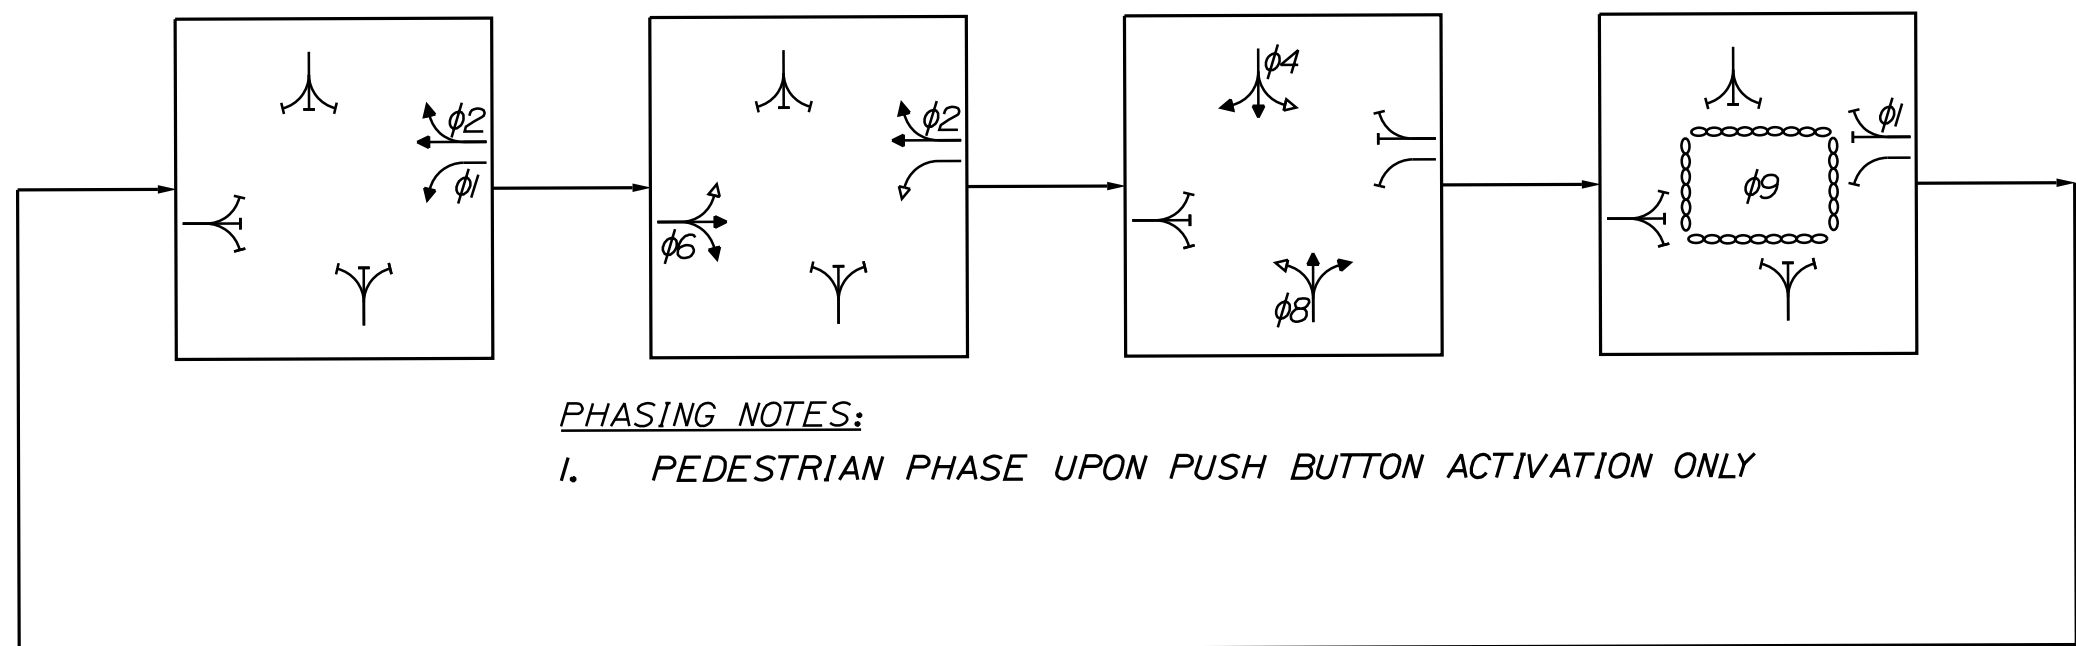 φ2
φ1
φ2
φ6
φ4
φ8
φ1
φ9
PHASING NOTES:
1. PEDESTRIAN PHASE UPON PUSH BUTTON ACTIVATION ONLY